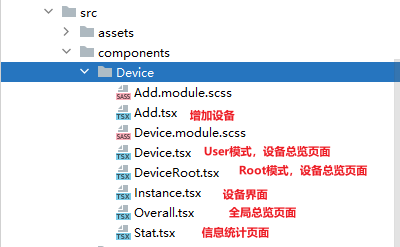 src
assets
components
Device
Add.module.scss
Add.tsx 增加设备
Device.module.scss
Device.tsx User模式，设备总览页面
DeviceRoot.tsx Root模式，设备总览页面
Instance.tsx 设备界面
Overall.tsx 全局总览页面
Stat.tsx 信息统计页面